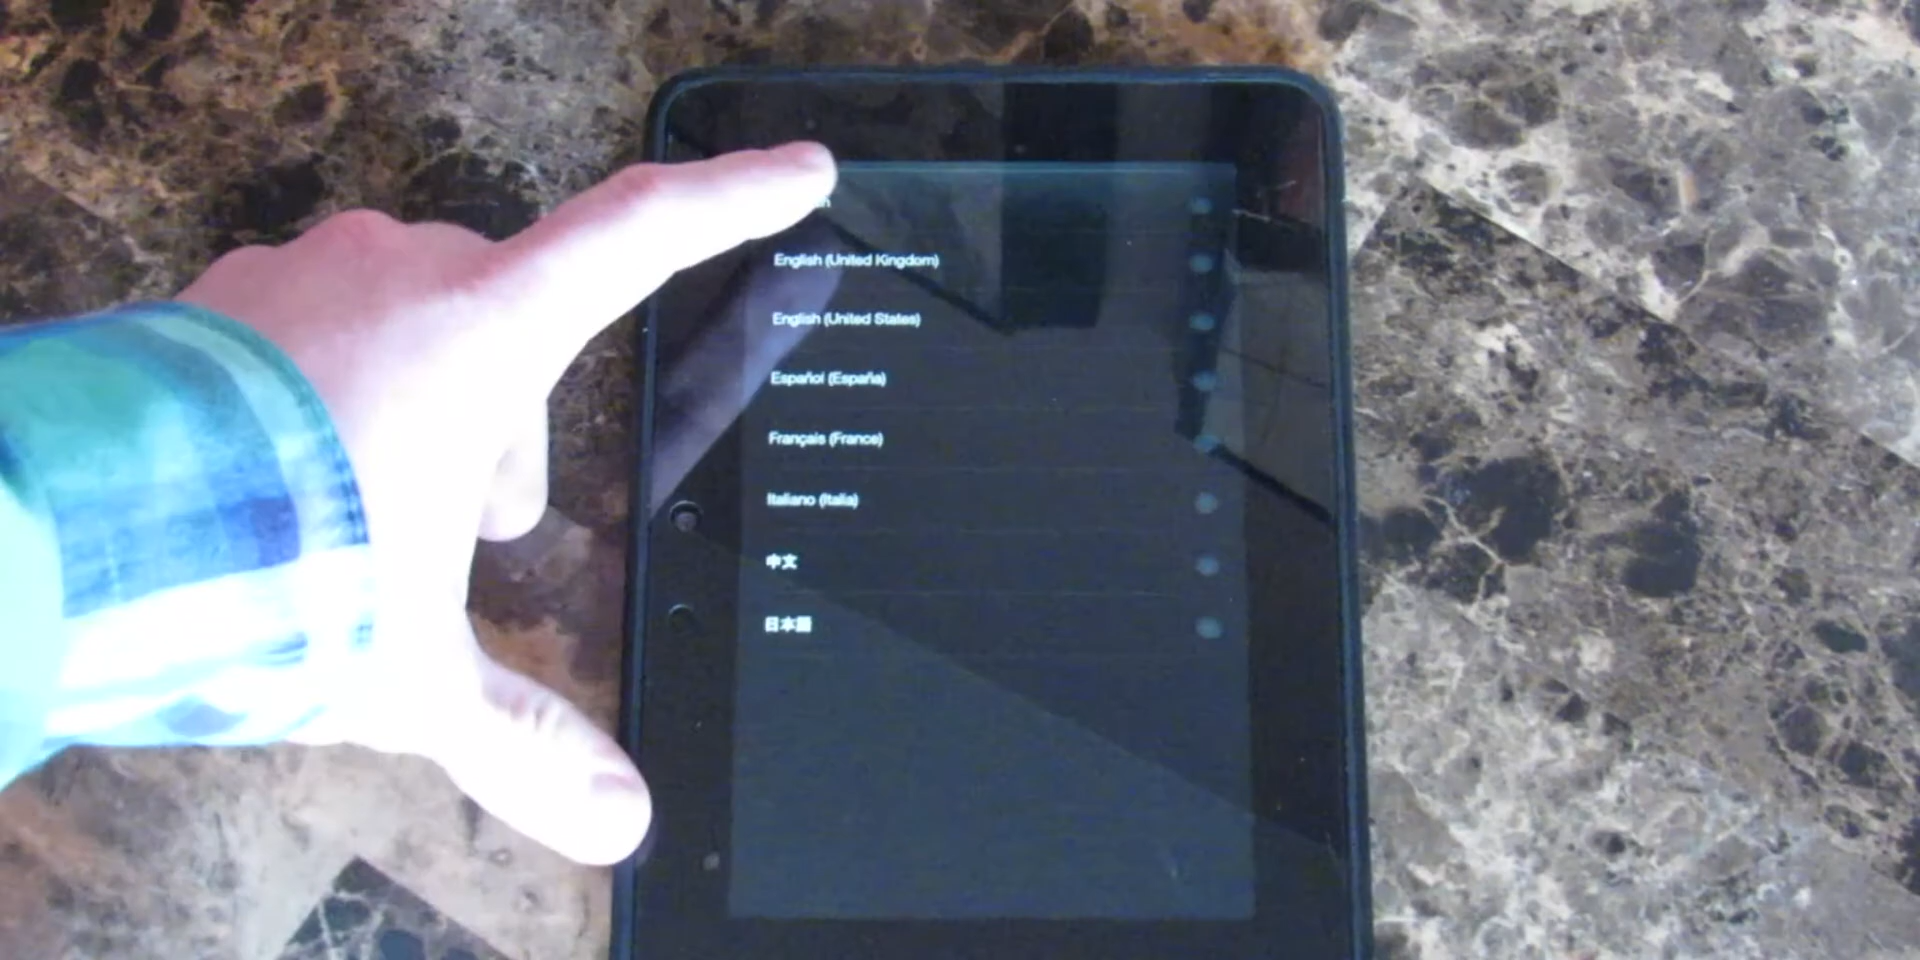 English (United Kingdom)
English (United States)
Español (España)
Français (France)
Italiano (Italia)
中文
日本語